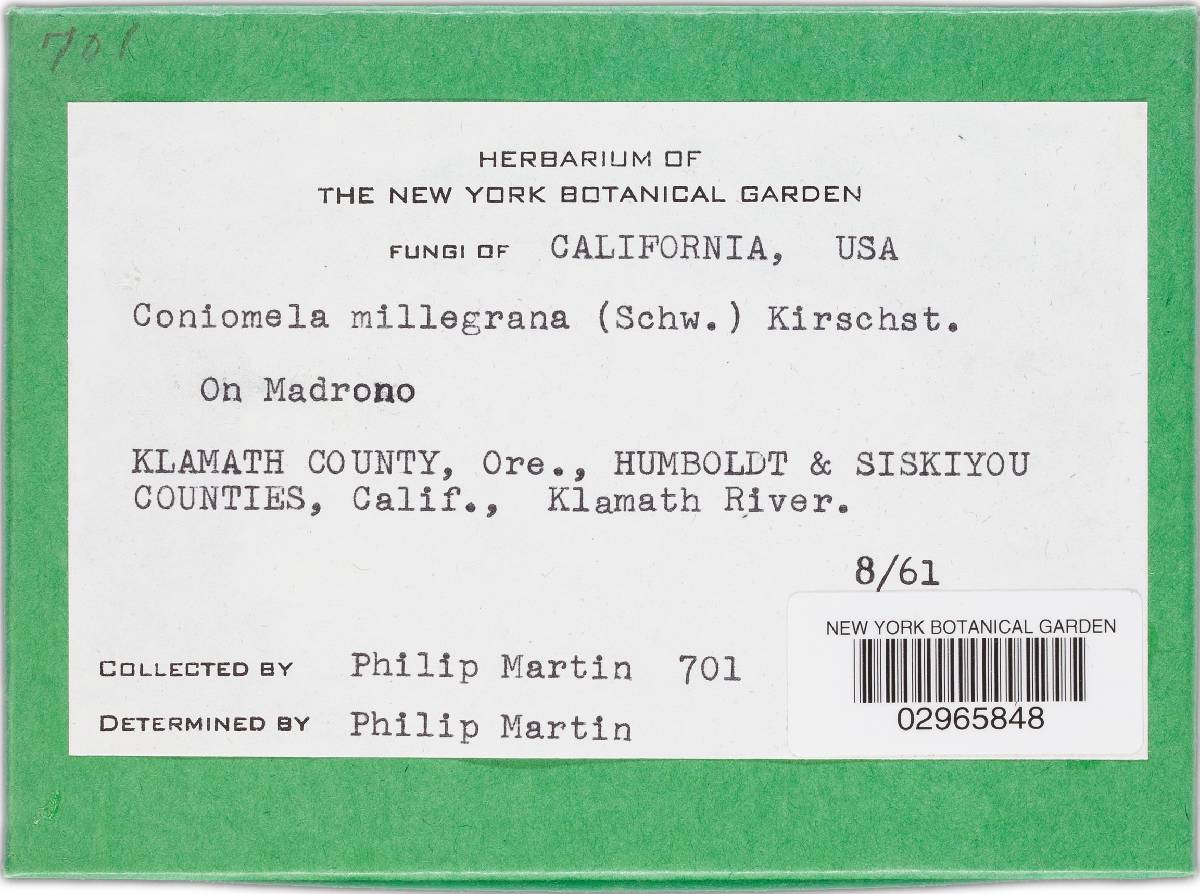 701
HERBARIUM OF
THE NEW YORK BOTANICAL GARDEN
FUNGI OF CALIFORNIA, USA
Coniomela millegrana (Schw.) Kirschst.
On Madrono
KLAMATH COUNTY, Ore., HUMBOLDT & SISKIYOU
COUNTIES, Calif., Klamath River.
8/61
NEW YORK BOTANICAL GARDEN
02965848
COLLECTED BY Philip Martin 701
DETERMINED BY Philip Martin